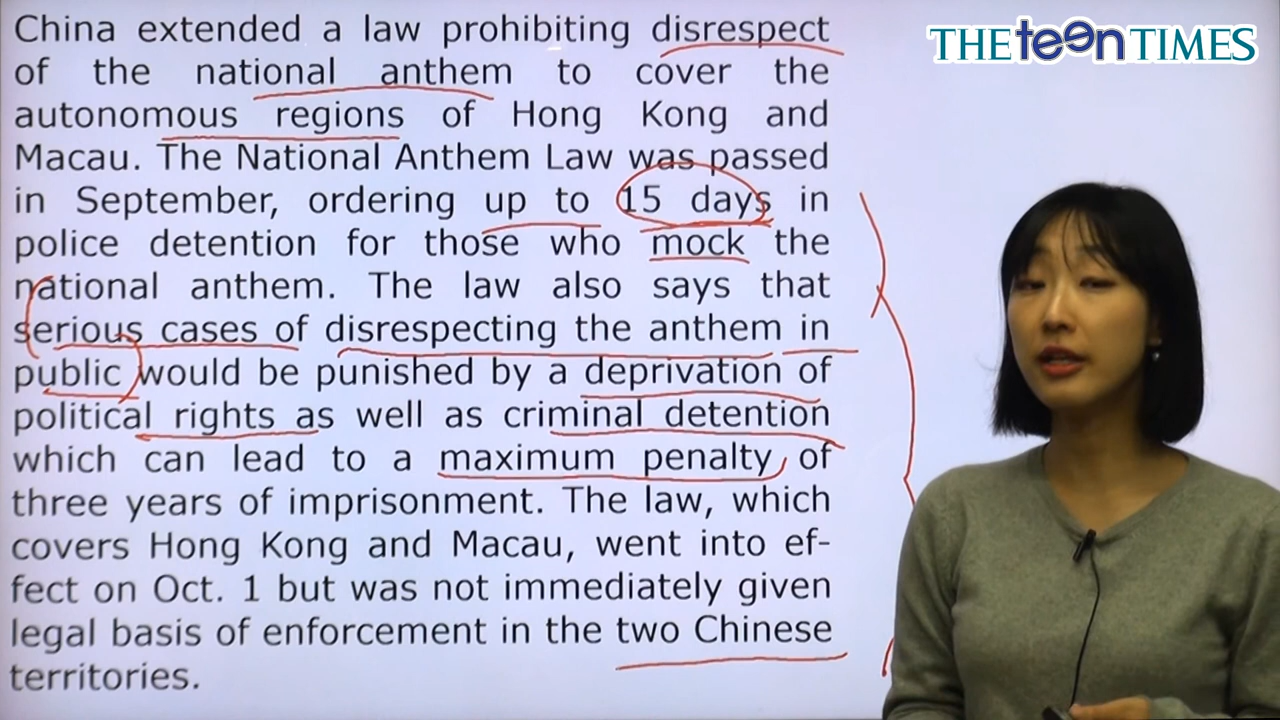 China extended a law prohibiting disrespect
of the national anthem to cover the
autonomous regions of Hong Kong and
Macau. The National Anthem Law was passed
in September, ordering up to 15 days in
police detention for those who mock the
national anthem. The law also says that
serious cases of disrespecting the anthem in
public would be punished by a deprivation of
political rights as well as criminal detention
which can lead to a maximum penalty of
three years of imprisonment. The law, which
covers Hong Kong and Macau, went into ef-
fect on Oct. 1 but was not immediately given
legal basis of enforcement in the two Chinese
territories.
THE teen TIMES